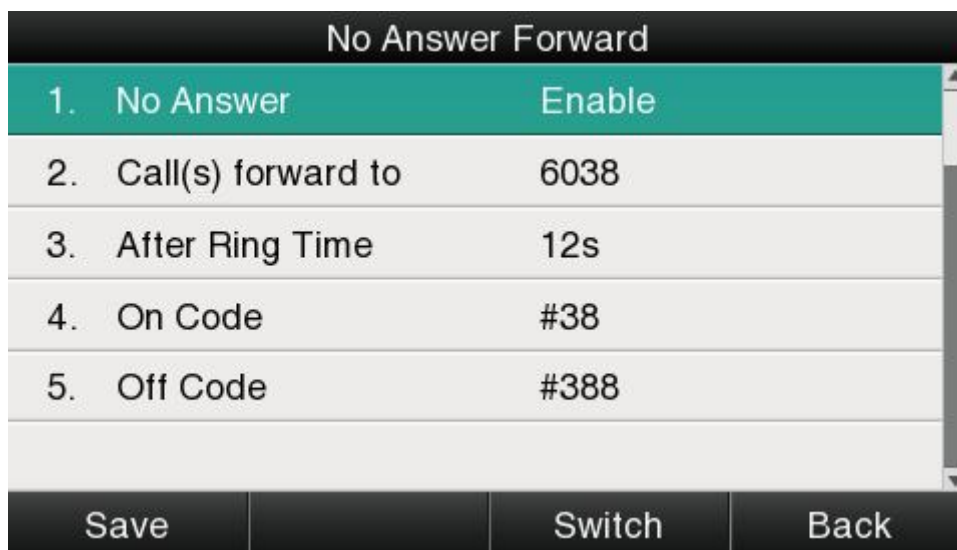 No Answer Forward
1. No Answer Enable
2. Call(s) forward to 6038
3. After Ring Time 12s
4. On Code #38
5. Off Code #388
Save Switch Back